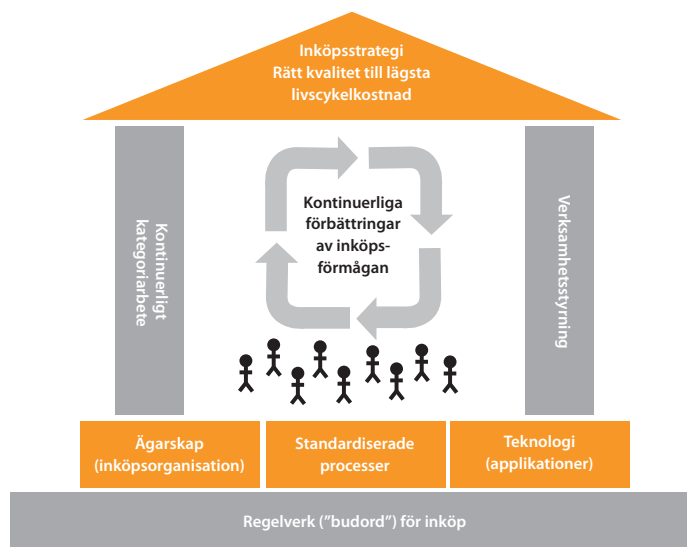 Inköpsstrategi
Rätt kvalitet till lägsta
livscykelkostnad
Kontinuerligt
kategoriarbete
Kontinuerliga
förbättringar
av inköps-
förmågan
Verksamhetsstyrning
Ägarskap
(inköpsorganisation)
Standardiserade
processer
Teknologi
(applikationer)
Regelverk (”budord”) för inköp